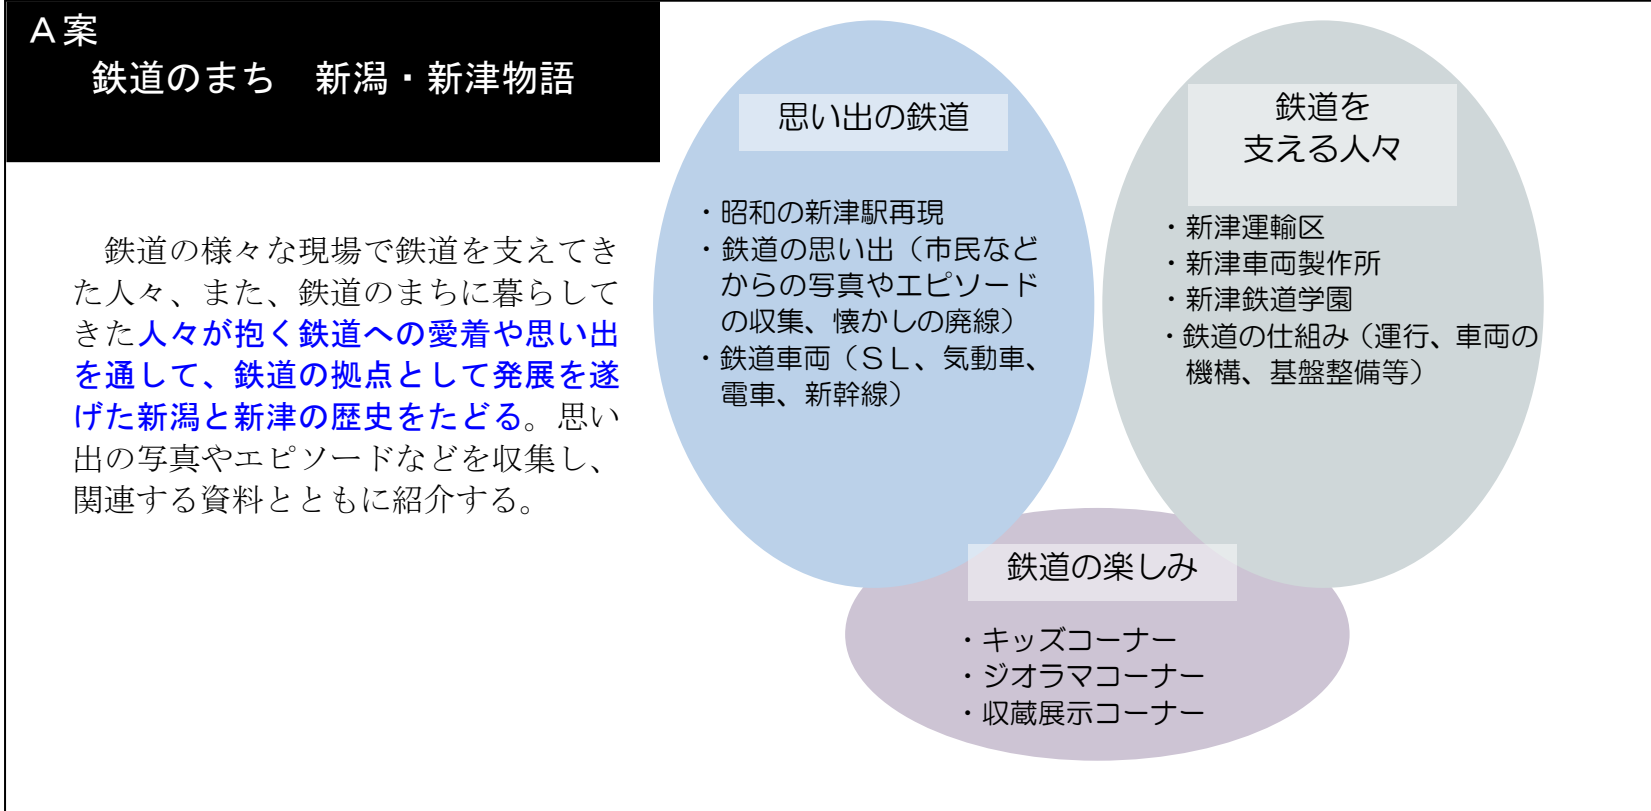 A案
鉄道のまち　新潟・新津物語
鉄道の様々な現場で鉄道を支えてき
た人々、また、鉄道のまちに暮らして
きた人々が抱く鉄道への愛着や思い出
を通して、鉄道の拠点として発展を遂
げた新潟と新津の歴史をたどる。思い
出の写真やエピソードなどを収集し、
関連する資料とともに紹介する。
思い出の鉄道
・昭和の新津駅再現
・鉄道の思い出（市民など
からの写真やエピソード
の収集、懐かしの廃線）
・鉄道車両（ＳＬ、気動車、
電車、新幹線）
鉄道を
支える人々
・新津運輸区
・新津車両製作所
・新津鉄道学園
・鉄道の仕組み（運行、車両の
機構、基盤整備等）
鉄道の楽しみ
・キッズコーナー
・ジオラマコーナー
・収蔵展示コーナー